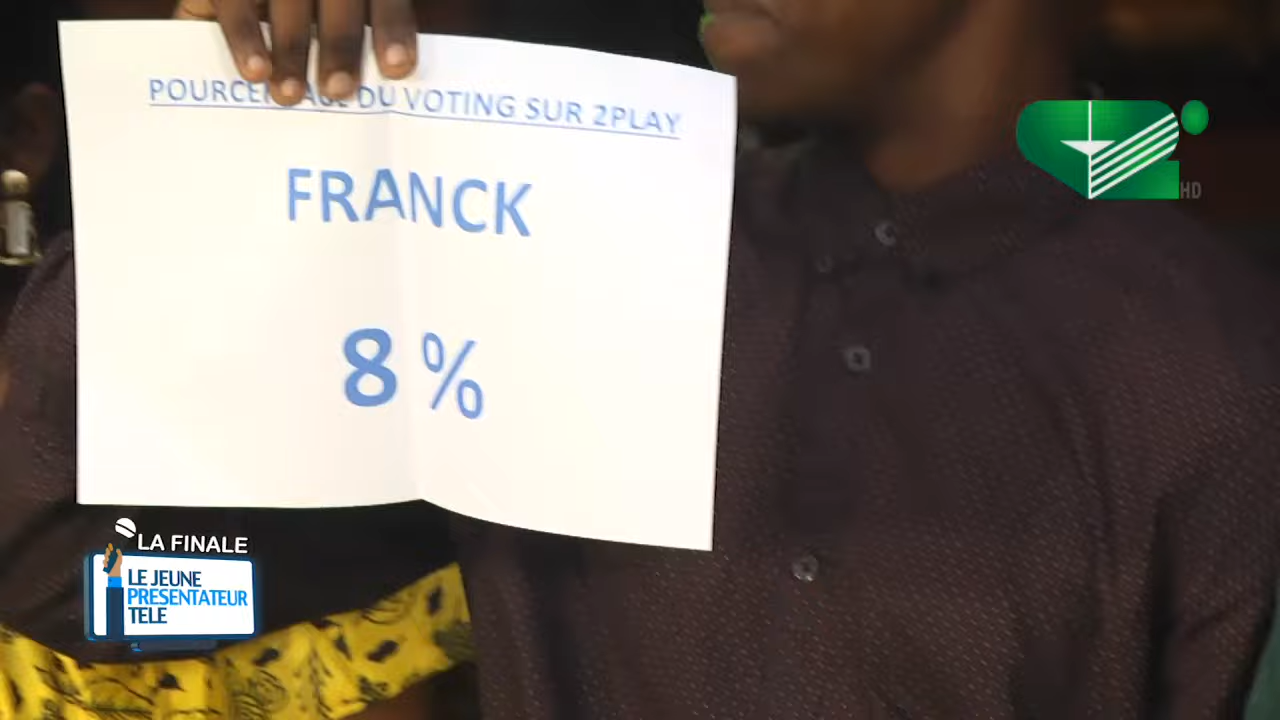 DU VOTING SUR 2PLAY
FRANCK
8 %
HD
LA FINALE
LE JEUNE
PRESENTATEUR
TELE